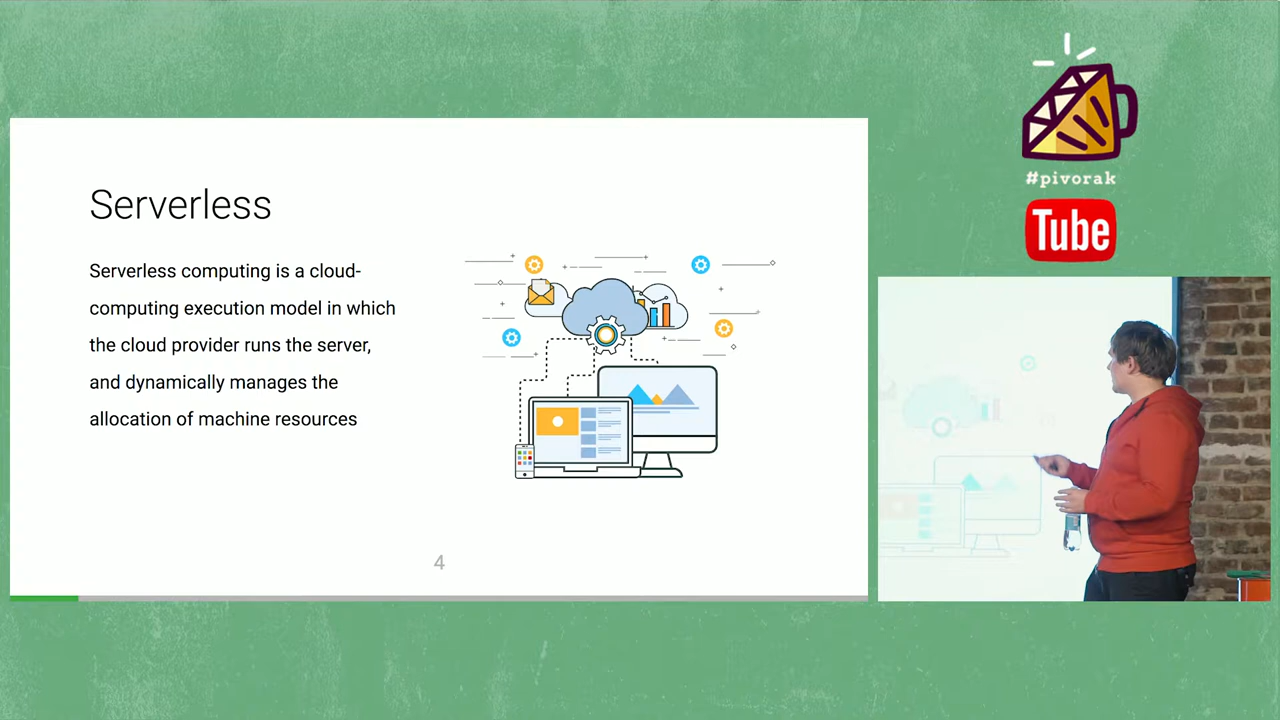 Serverless
Serverless computing is a cloud-
computing execution model in which
the cloud provider runs the server,
and dynamically manages the
allocation of machine resources
4
#pivorak
Tube